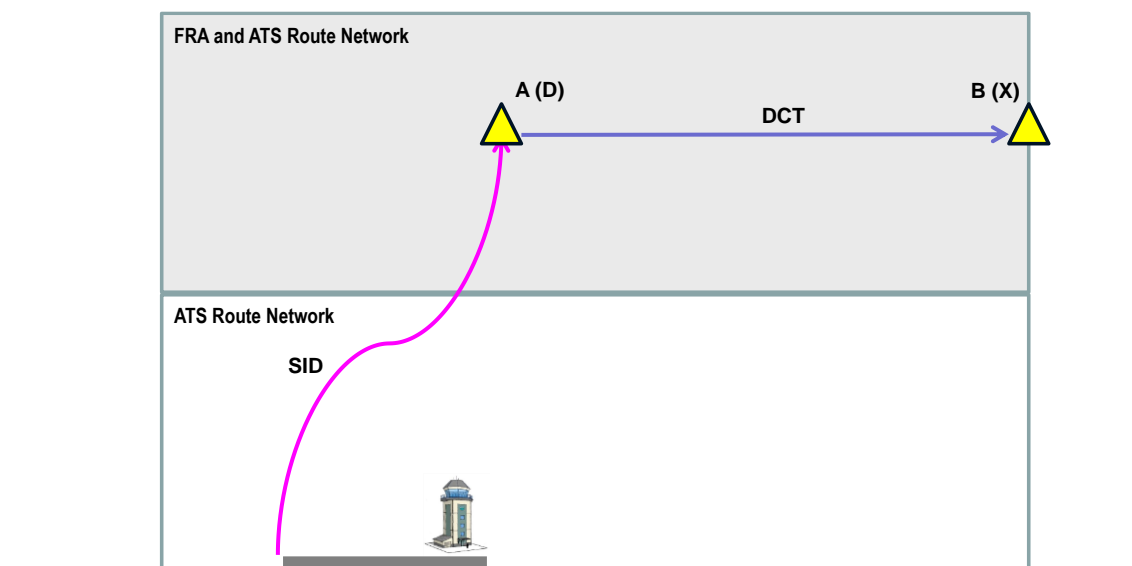 FRA and ATS Route Network
A (D)
B (X)
DCT
ATS Route Network
SID